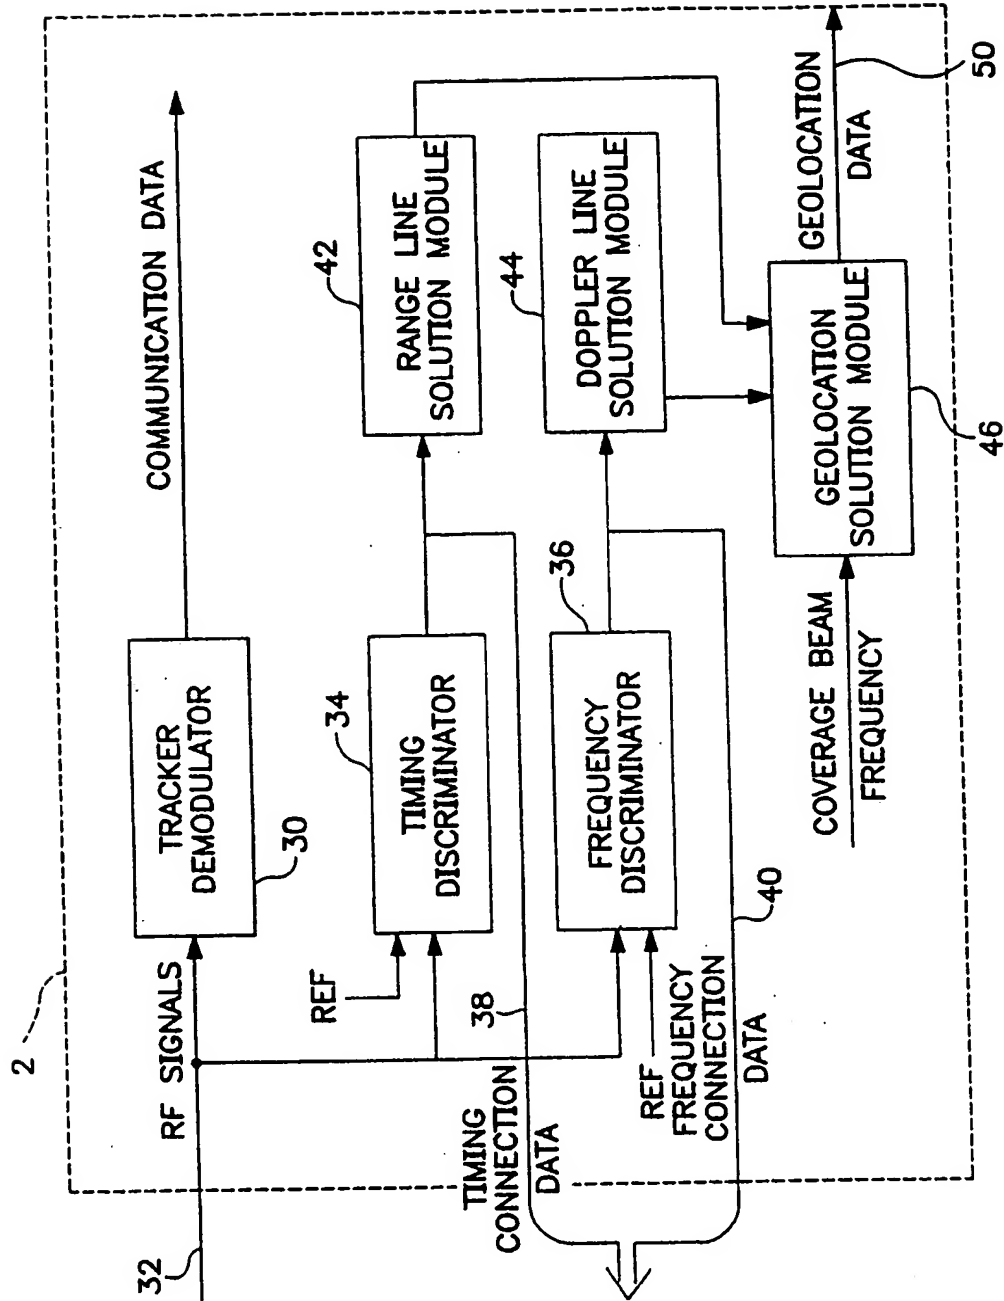 2
32
RF SIGNALS
TRACKER
DEMODULATOR
30
COMMUNICATION DATA
REF
TIMING
DISCRIMINATOR
34
RANGE LINE
SOLUTION MODULE
42
TIMING
CONNECTION
DATA
38
REF
FREQUENCY
DISCRIMINATOR
36
DOPPLER LINE
SOLUTION MODULE
44
FREQUENCY
CONNECTION
DATA
40
COVERAGE BEAM
FREQUENCY
GEOLOCATION
SOLUTION MODULE
46
GEOLOCATION
DATA
50